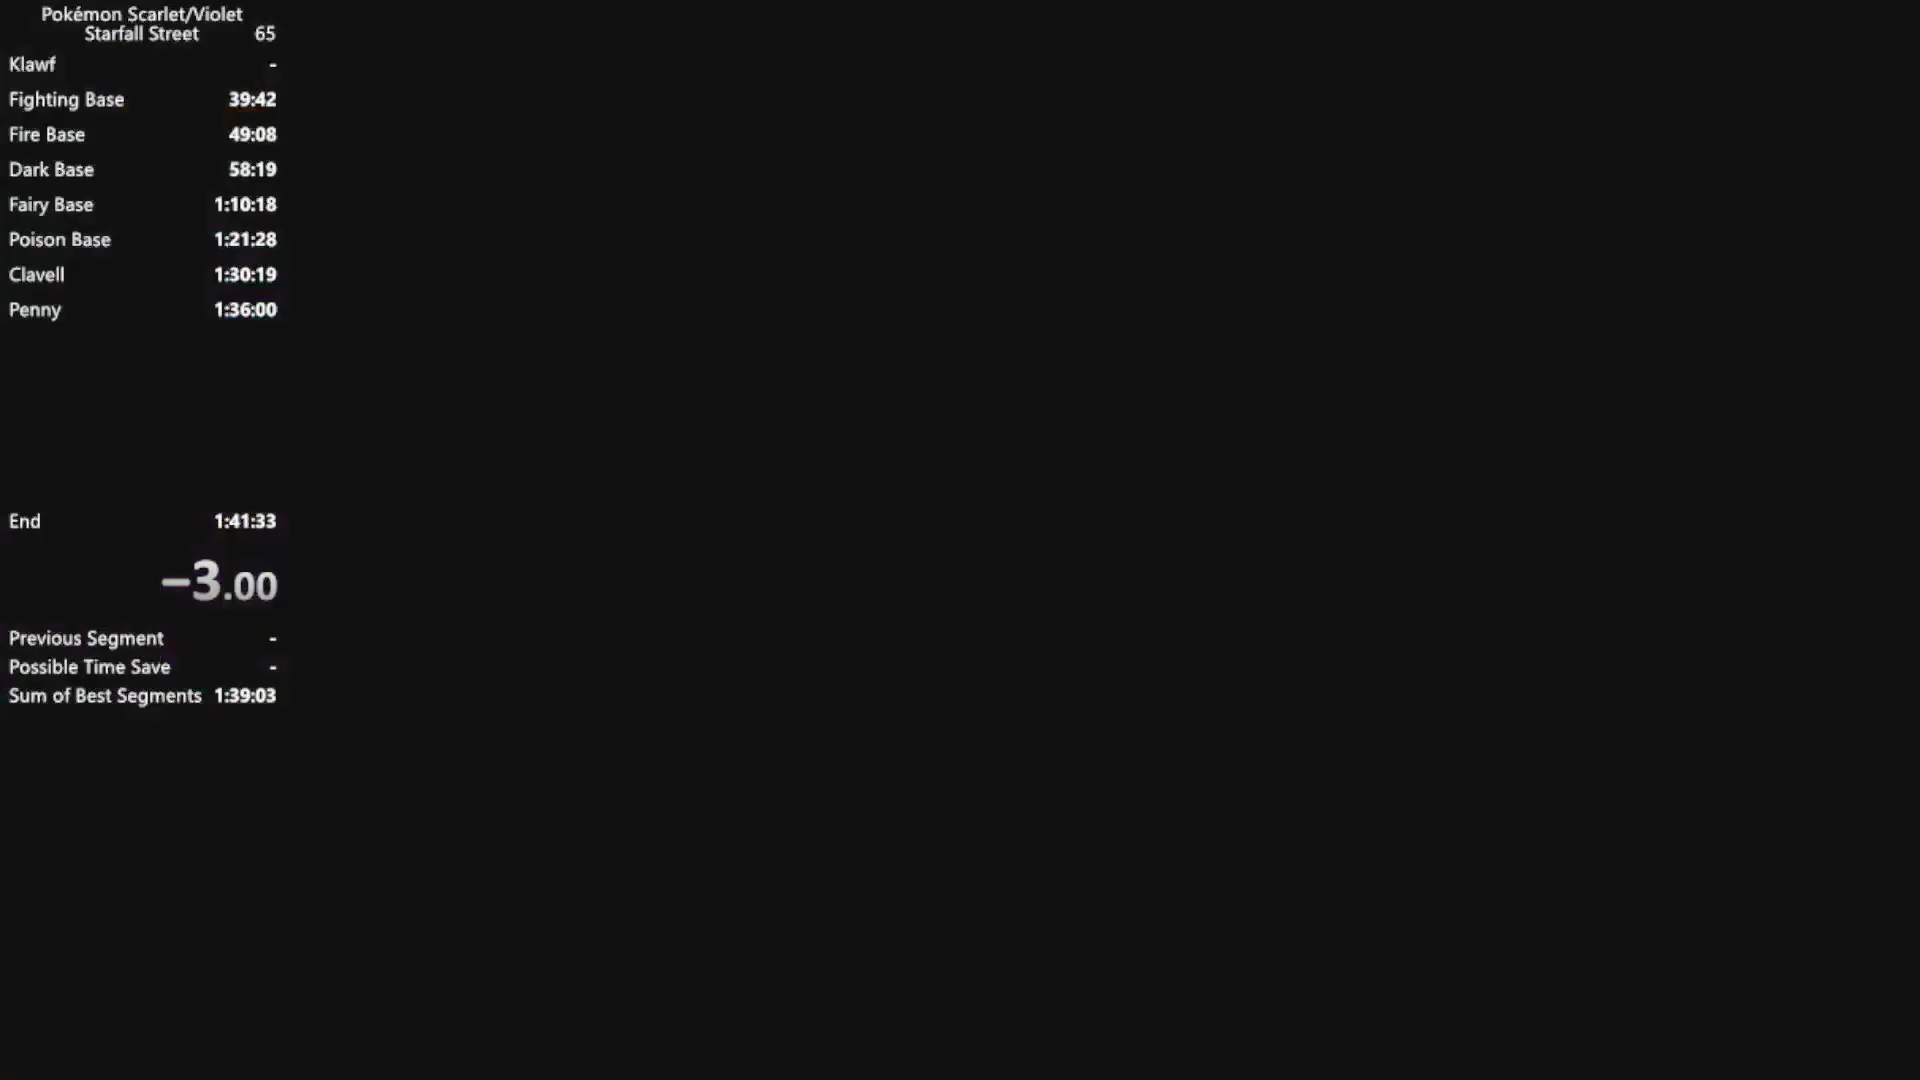 Pokémon Scarlet/Violet
Starfall Street 65
Klawf -
Fighting Base 39:42
Fire Base 49:08
Dark Base 58:19
Fairy Base 1:10:18
Poison Base 1:21:28
Clavell 1:30:19
Penny 1:36:00
End 1:41:33
−3.00
Previous Segment -
Possible Time Save -
Sum of Best Segments 1:39:03